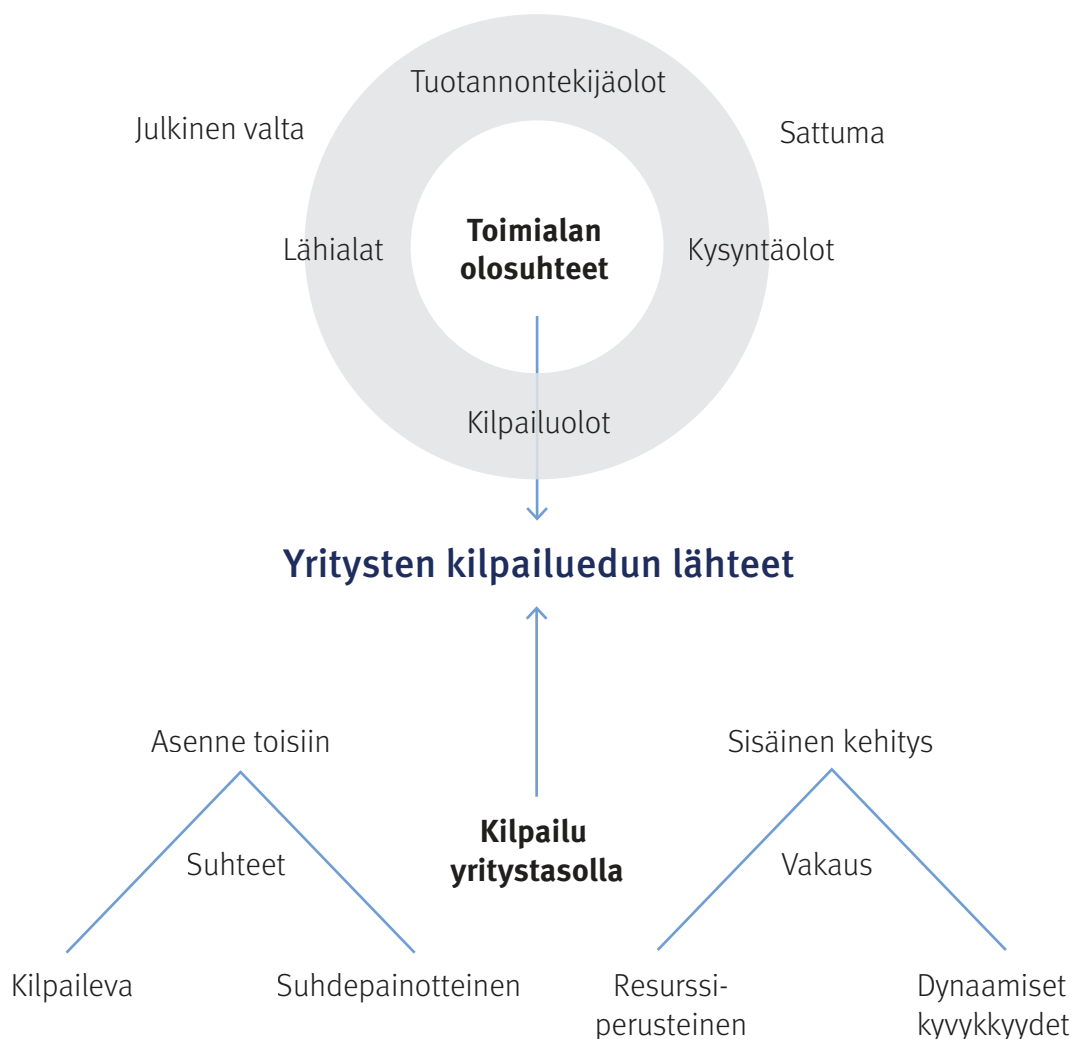 Tuotannontekijäolot
Julkinen valta
Sattuma
Lähialat
Toimialan
olosuhteet
Kysyntäolot
Kilpailuolot
Yritysten kilpailuedun lähteet
Asenne toisiin
Sisäinen kehitys
Suhteet
Kilpailu
yritystasolla
Vakaus
Kilpaileva
Suhdepainotteinen
Resurssi-
perusteinen
Dynaamiset
kyvykkyydet